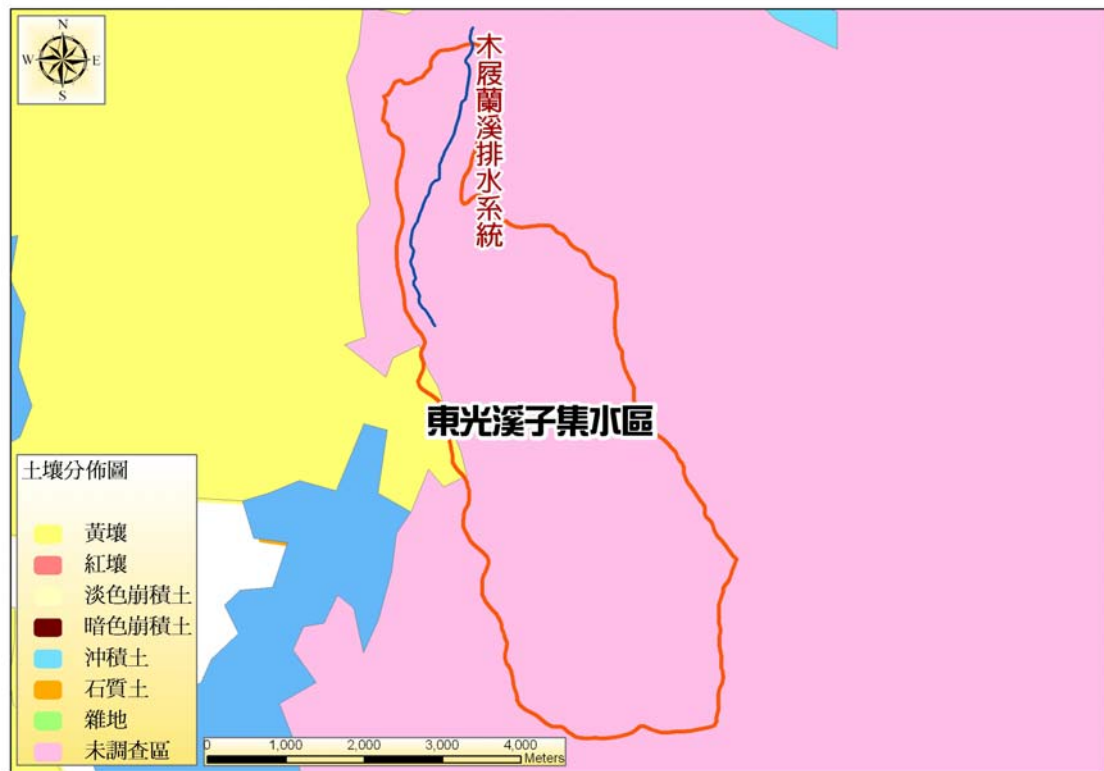 N
W E
S
木屐蘭溪排水系統
東光溪子集水區
土壤分佈圖
黃壤
紅壤
淡色崩積土
暗色崩積土
沖積土
石質土
雜地
未調查區
0 1,000 2,000 3,000 4,000
Meters